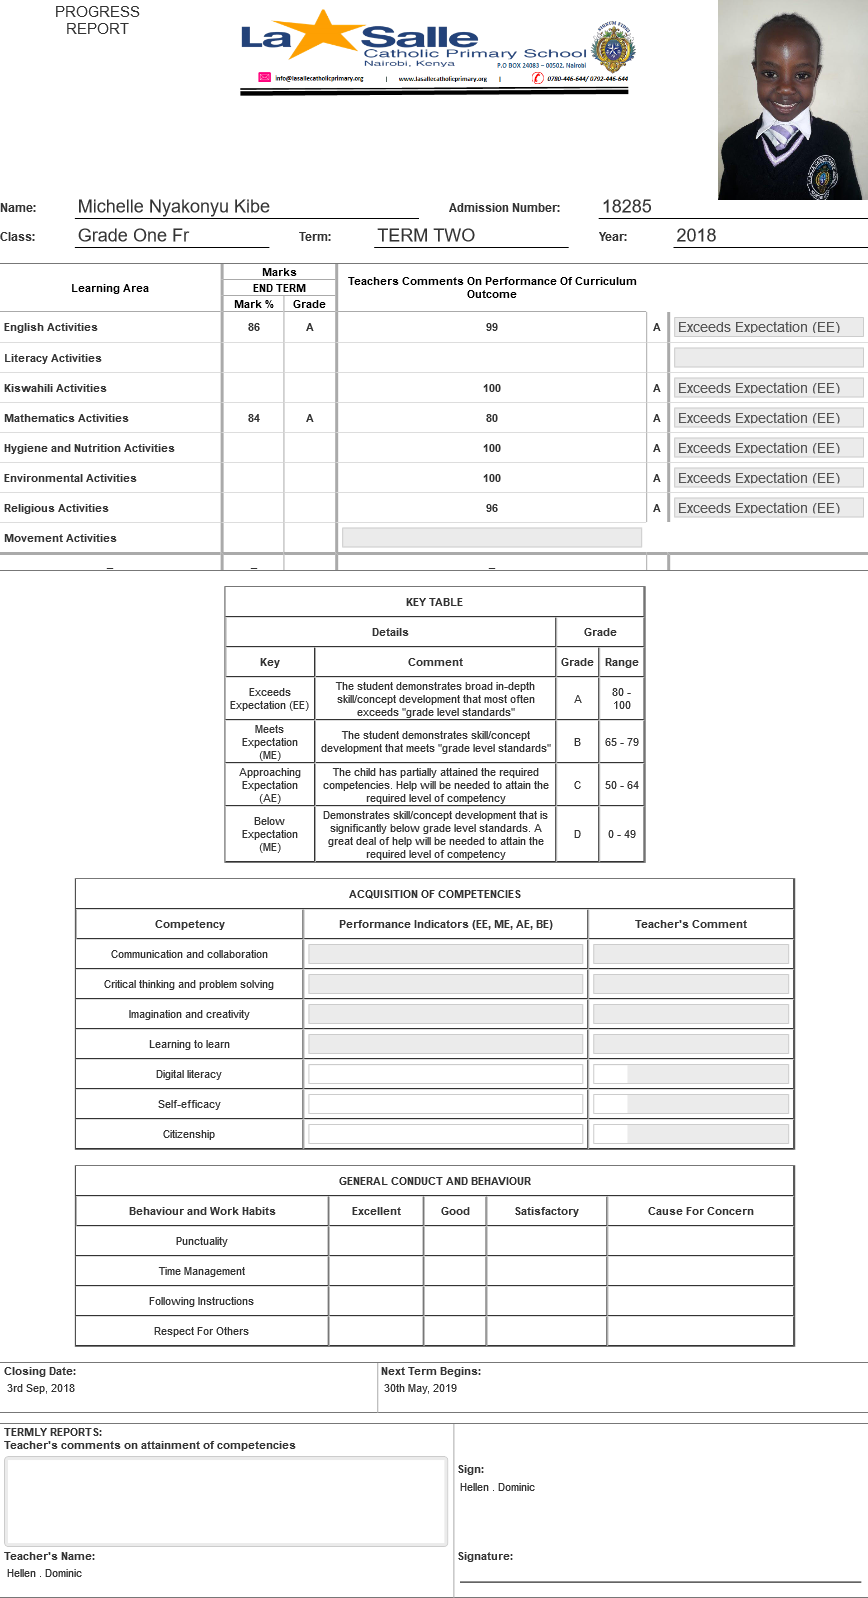 PROGRESS
REPORT
La Salle
Catholic Primary School
Nairobi, Kenya
P.O BOX 24083 – 00502, Nairobi
info@lasallecatholicprimary.org | www.lasallecatholicprimary.org | 0780-446-644/ 0792-446-644
Name: Michelle Nyakonyu Kibe Admission Number: 18285
Class: Grade One Fr Term: TERM TWO Year: 2018
Learning Area Marks Teachers Comments On Performance Of Curriculum Outcome
END TERM
Mark % Grade
English Activities 86 A 99 A Exceeds Expectation (EE)
Literacy Activities
Kiswahili Activities 100 A Exceeds Expectation (EE)
Mathematics Activities 84 A 80 A Exceeds Expectation (EE)
Hygiene and Nutrition Activities 100 A Exceeds Expectation (EE)
Environmental Activities 100 A Exceeds Expectation (EE)
Religious Activities 96 A Exceeds Expectation (EE)
Movement Activities
– – –
KEY TABLE
Details Grade
Key Comment Grade Range
Exceeds Expectation (EE) The student demonstrates broad in-depth skill/concept development that most often exceeds "grade level standards" A 80 - 100
Meets Expectation (ME) The student demonstrates skill/concept development that meets "grade level standards" B 65 - 79
Approaching Expectation (AE) The child has partially attained the required competencies. Help will be needed to attain the required level of competency C 50 - 64
Below Expectation (ME) Demonstrates skill/concept development that is significantly below grade level standards. A great deal of help will be needed to attain the required level of competency D 0 - 49
ACQUISITION OF COMPETENCIES
Competency Performance Indicators (EE, ME, AE, BE) Teacher's Comment
Communication and collaboration
Critical thinking and problem solving
Imagination and creativity
Learning to learn
Digital literacy
Self-efficacy
Citizenship
GENERAL CONDUCT AND BEHAVIOUR
Behaviour and Work Habits Excellent Good Satisfactory Cause For Concern
Punctuality
Time Management
Following Instructions
Respect For Others
Closing Date: Next Term Begins:
3rd Sep, 2018 30th May, 2019
TERMLY REPORTS:
Teacher's comments on attainment of competencies
Sign:
Hellen . Dominic
Teacher's Name: Signature:
Hellen . Dominic